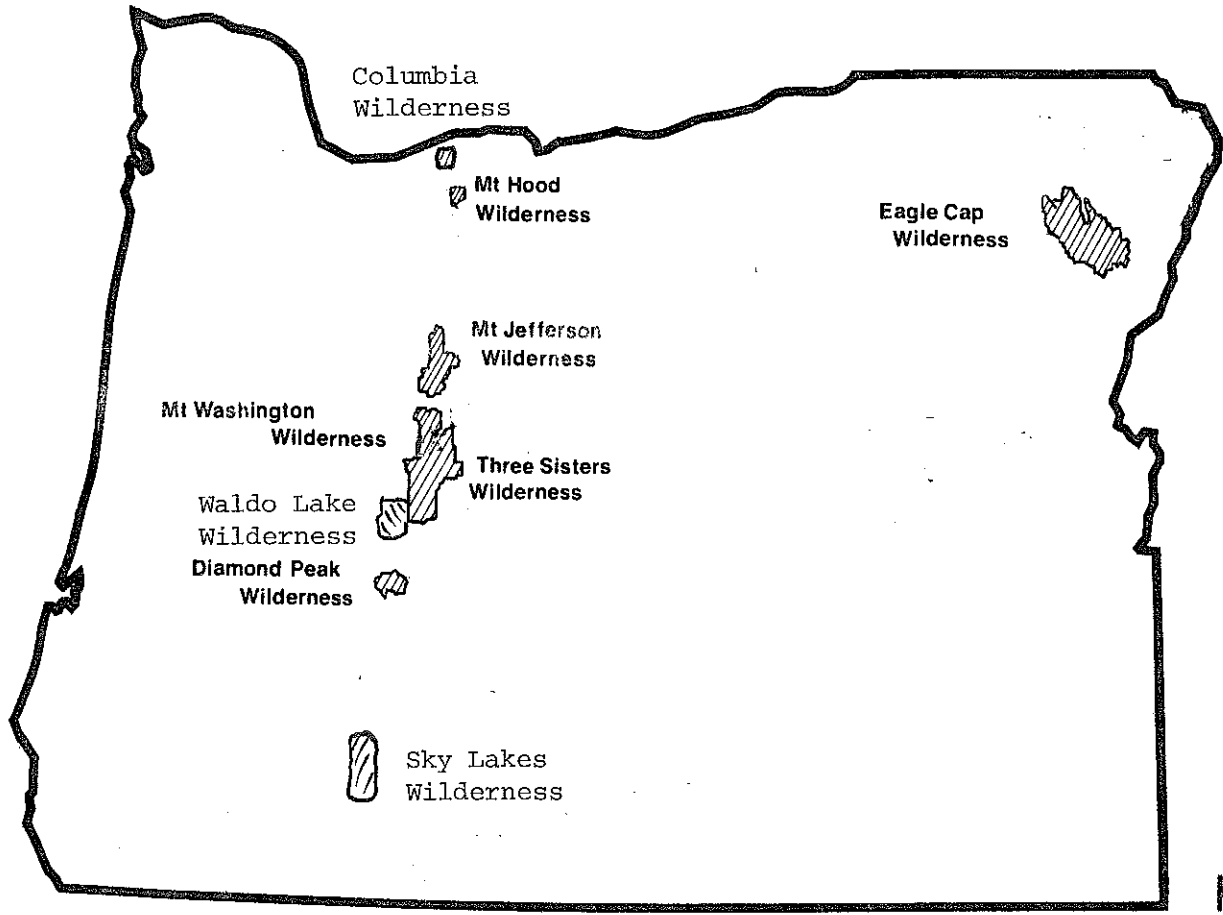 Columbia
Wilderness
Mt Hood
Wilderness
Eagle Cap
Wilderness
Mt Jefferson
Wilderness
Mt Washington
Wilderness
Three Sisters
Wilderness
Waldo Lake
Wilderness
Diamond Peak
Wilderness
Sky Lakes
Wilderness